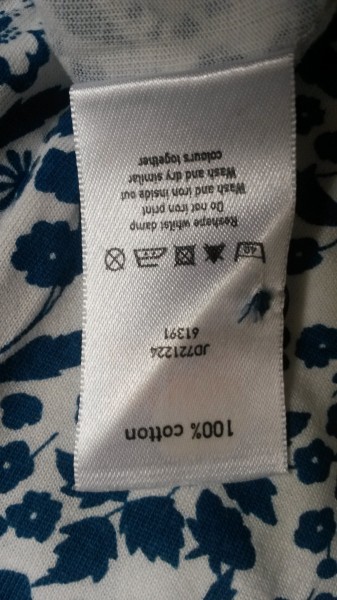 100% cotton
JD721224
61391
40
Reshape whilst damp
Do not iron print
Wash and iron inside out
Wash and dry similar
colours together